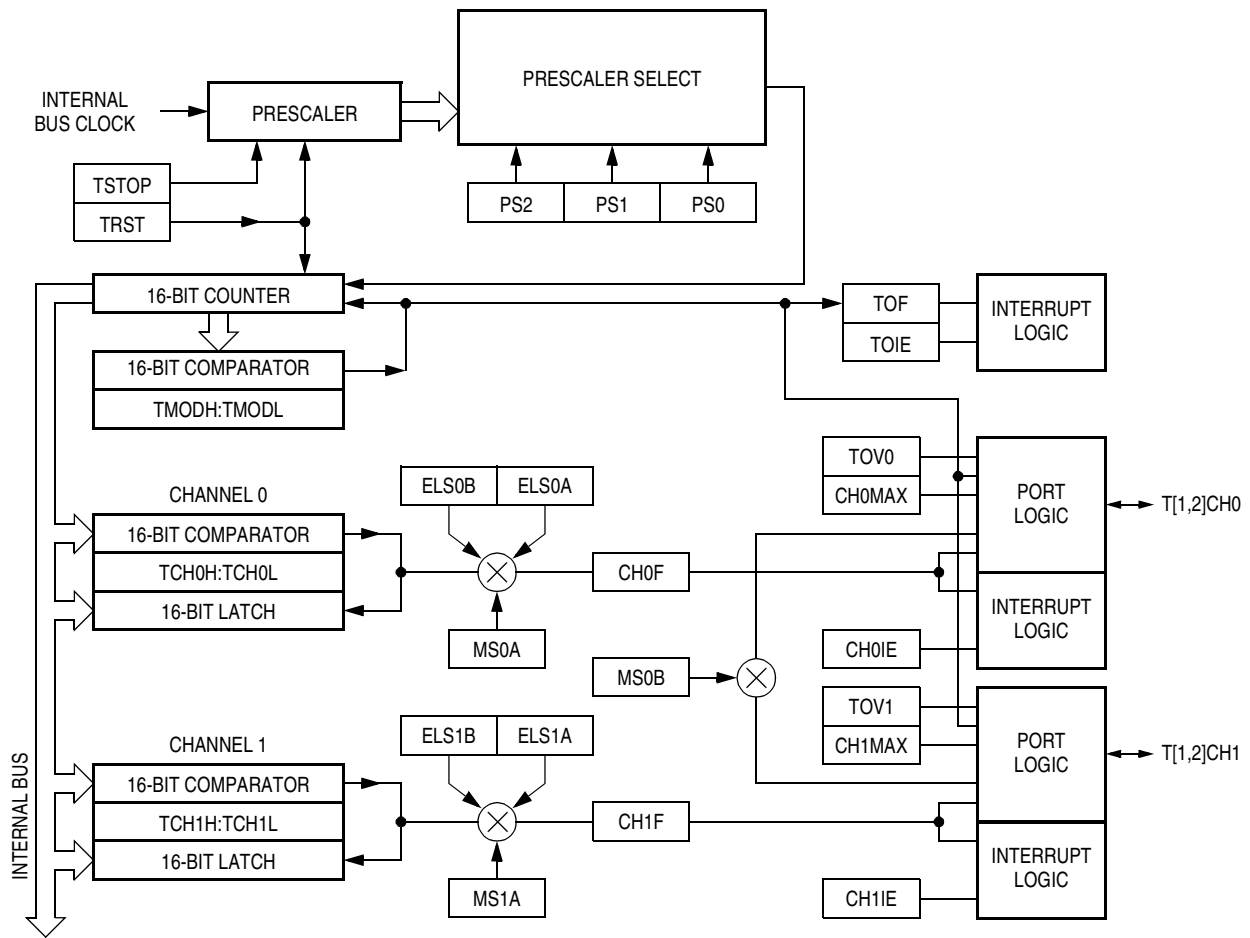 PRESCALER SELECT
INTERNAL
BUS CLOCK
PRESCALER
TSTOP
TRST
PS2
PS1
PS0
16-BIT COUNTER
TOF
TOIE
INTERRUPT
LOGIC
16-BIT COMPARATOR
TMODH:TMODL
TOV0
CH0MAX
PORT
LOGIC
T[1,2]CH0
CHANNEL 0
ELS0B
ELS0A
16-BIT COMPARATOR
TCH0H:TCH0L
16-BIT LATCH
CH0F
MS0A
INTERRUPT
LOGIC
CH0IE
MS0B
TOV1
CH1MAX
PORT
LOGIC
T[1,2]CH1
CHANNEL 1
ELS1B
ELS1A
16-BIT COMPARATOR
TCH1H:TCH1L
16-BIT LATCH
CH1F
MS1A
INTERRUPT
LOGIC
CH1IE
INTERNAL BUS